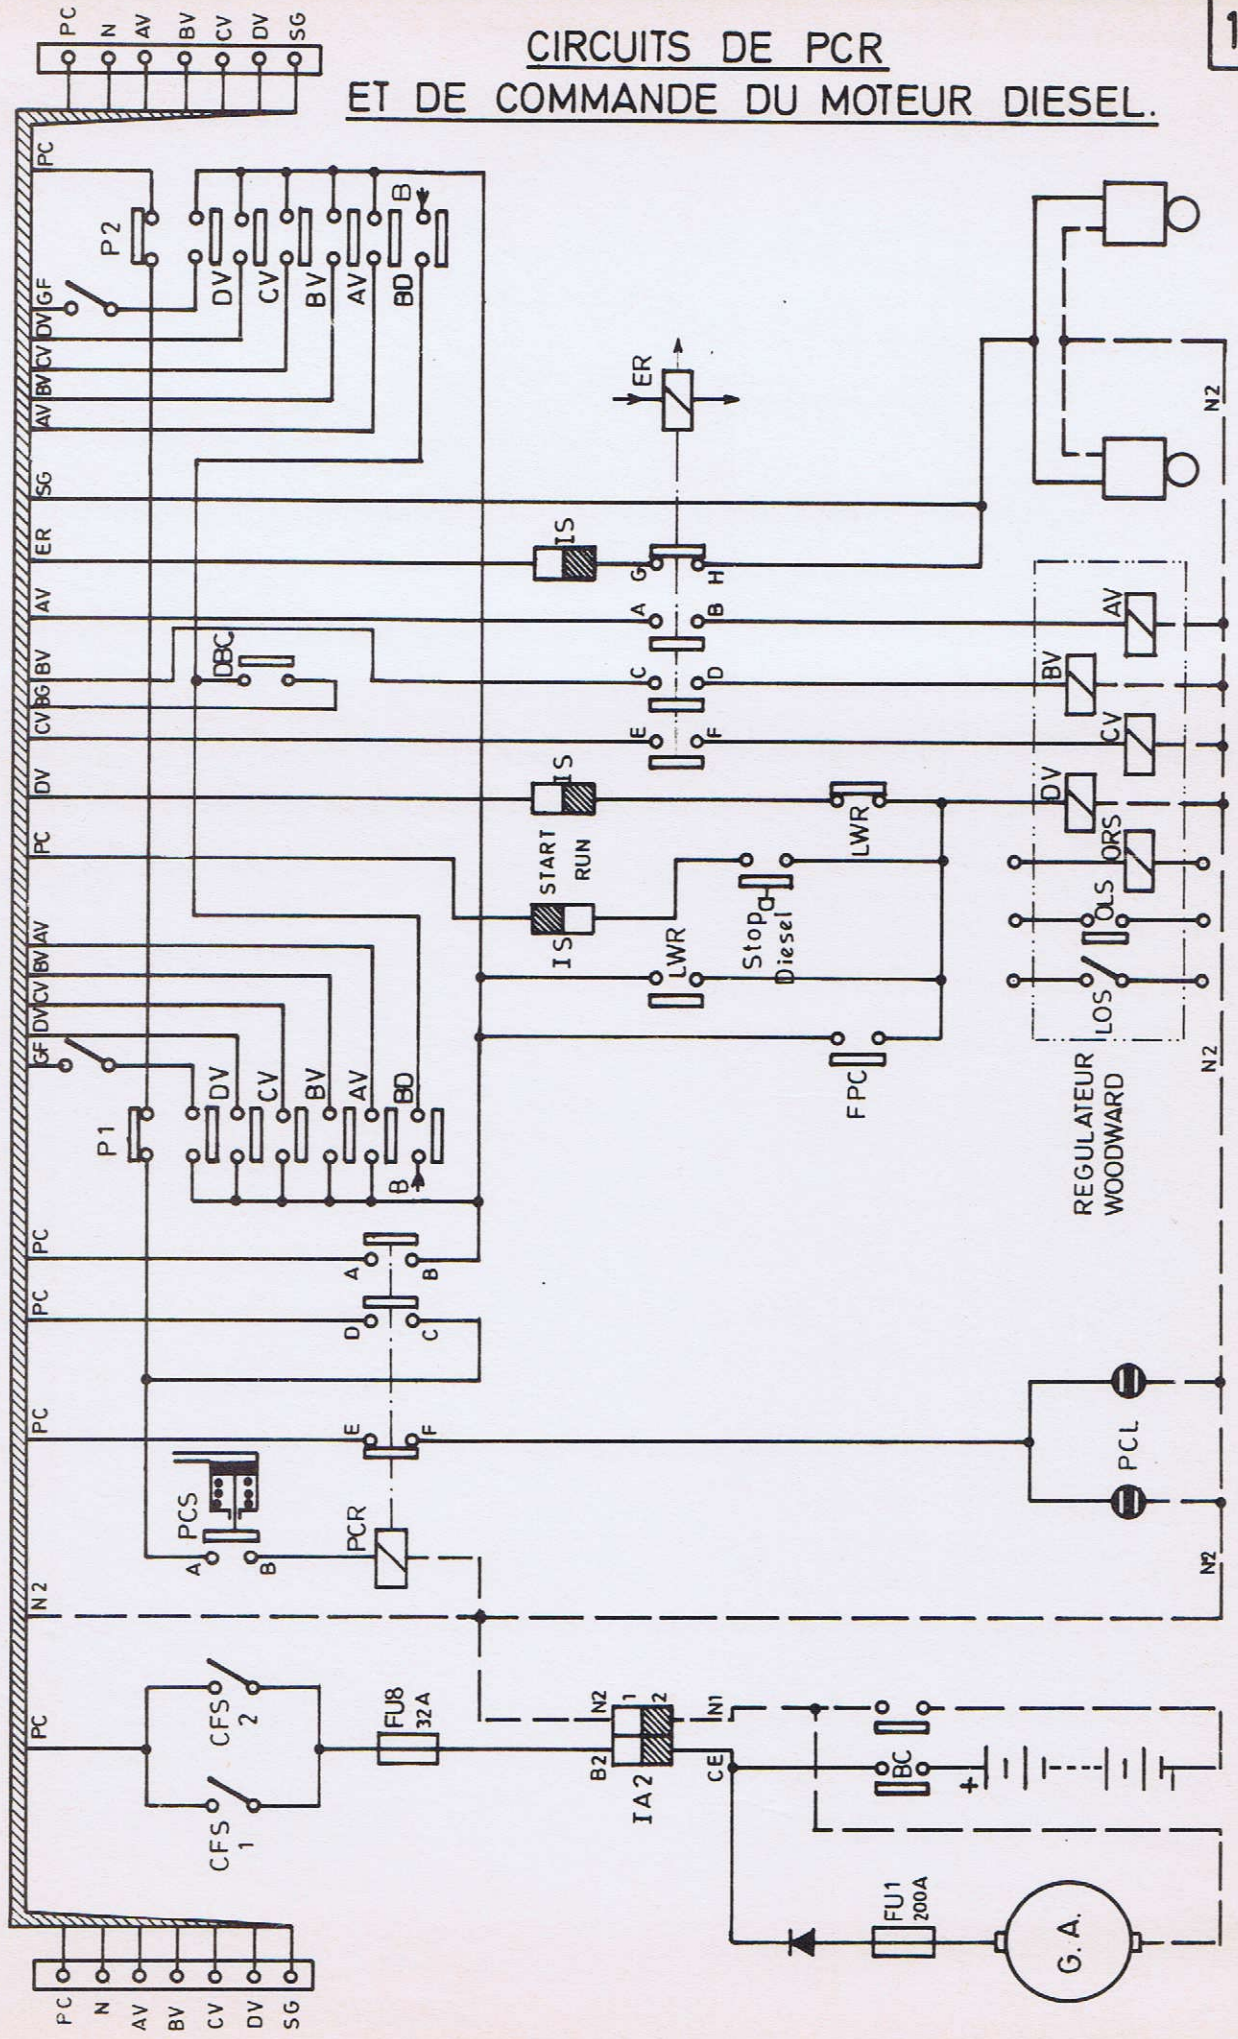 CIRCUITS DE PCR
ET DE COMMANDE DU MOTEUR DIESEL.
1
PC
N
AV
BV
CV
DV
SG
PC
P2
GF
DV
CV
BV
AV
DV
CV
BV
AV
BD
B
SG
ER
AV
BV
BG
CV
DV
PC
DBC
IS
ER
G
H
A
B
C
D
E
F
IS
START
RUN
IS
LWR
Stop
Diesel
LWR
FPC
AV
BV
CV
DV
ORS
OLS
LOS
REGULATEUR
WOODWARD
N2
N2
AV
BV
CV
DV
GF
P1
DV
CV
BV
AV
BD
B
PC
PC
PC
A
B
D
C
E
F
PCS
A
B
PCR
PCL
N2
N2
PC
CFS
2
CFS
1
FU8
32A
N2
1
2
N1
B2
IA2
CE
BC
+
FU1
200A
G.A.
PC
N
AV
BV
CV
DV
SG